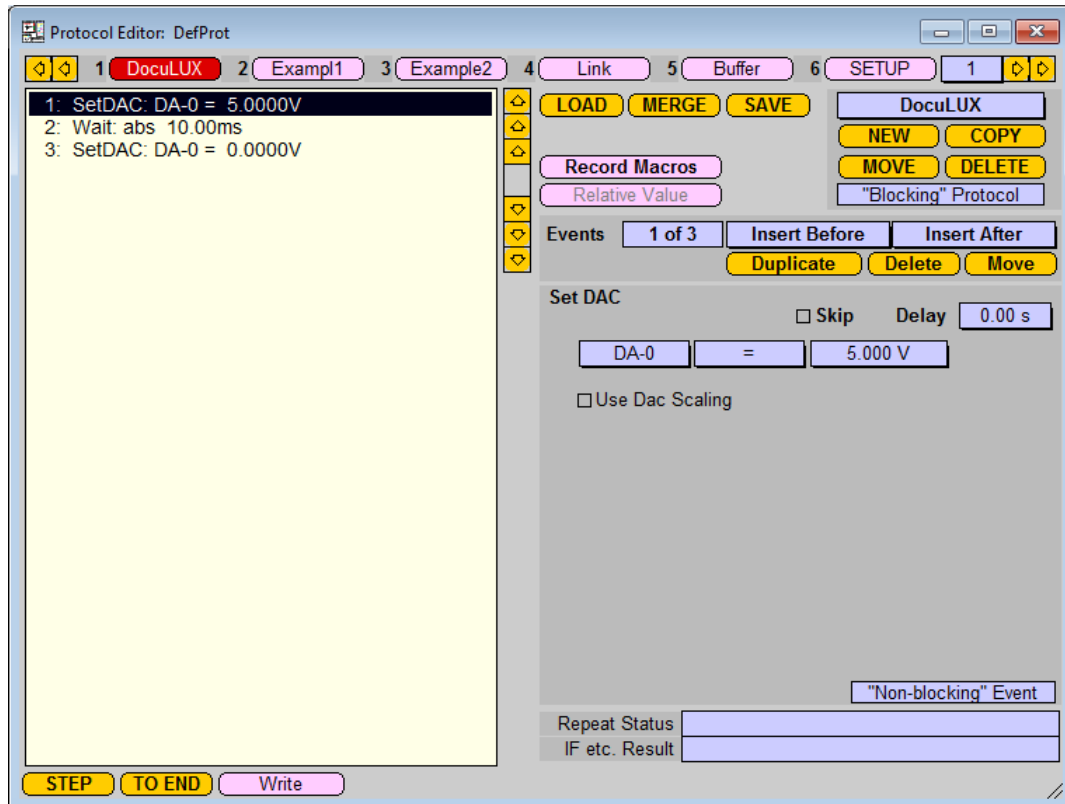 Protocol Editor: DefProt
1 DocuLUX 2 Exampl1 3 Example2 4 Link 5 Buffer 6 SETUP 1
1: SetDAC: DA-0 = 5.0000V
2: Wait: abs 10.00ms
3: SetDAC: DA-0 = 0.0000V
LOAD MERGE SAVE DocuLUX
NEW COPY
Record Macros MOVE DELETE
Relative Value "Blocking" Protocol
Events 1 of 3 Insert Before Insert After
Duplicate Delete Move
Set DAC
Skip Delay 0.00 s
DA-0 = 5.000 V
Use Dac Scaling
"Non-blocking" Event
Repeat Status
IF etc. Result
STEP TO END Write